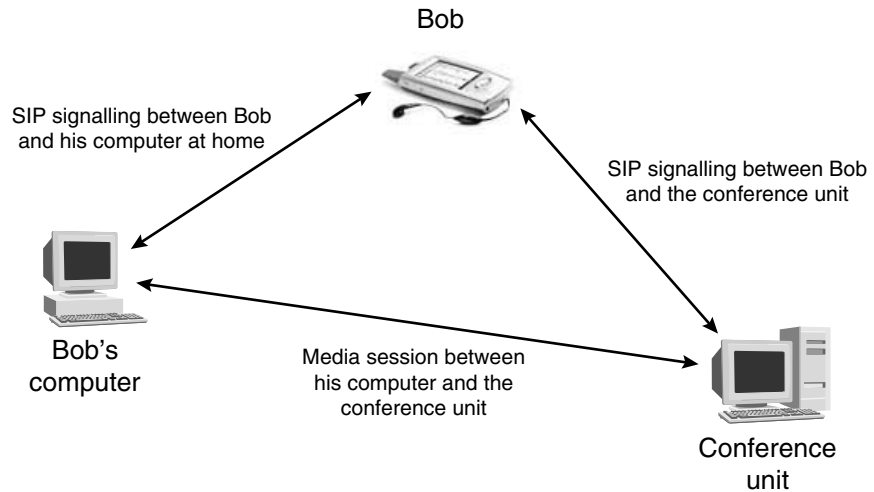 Bob
SIP signalling between Bob
and his computer at home
SIP signalling between Bob
and the conference unit
Bob's
computer
Media session between
his computer and the
conference unit
Conference
unit